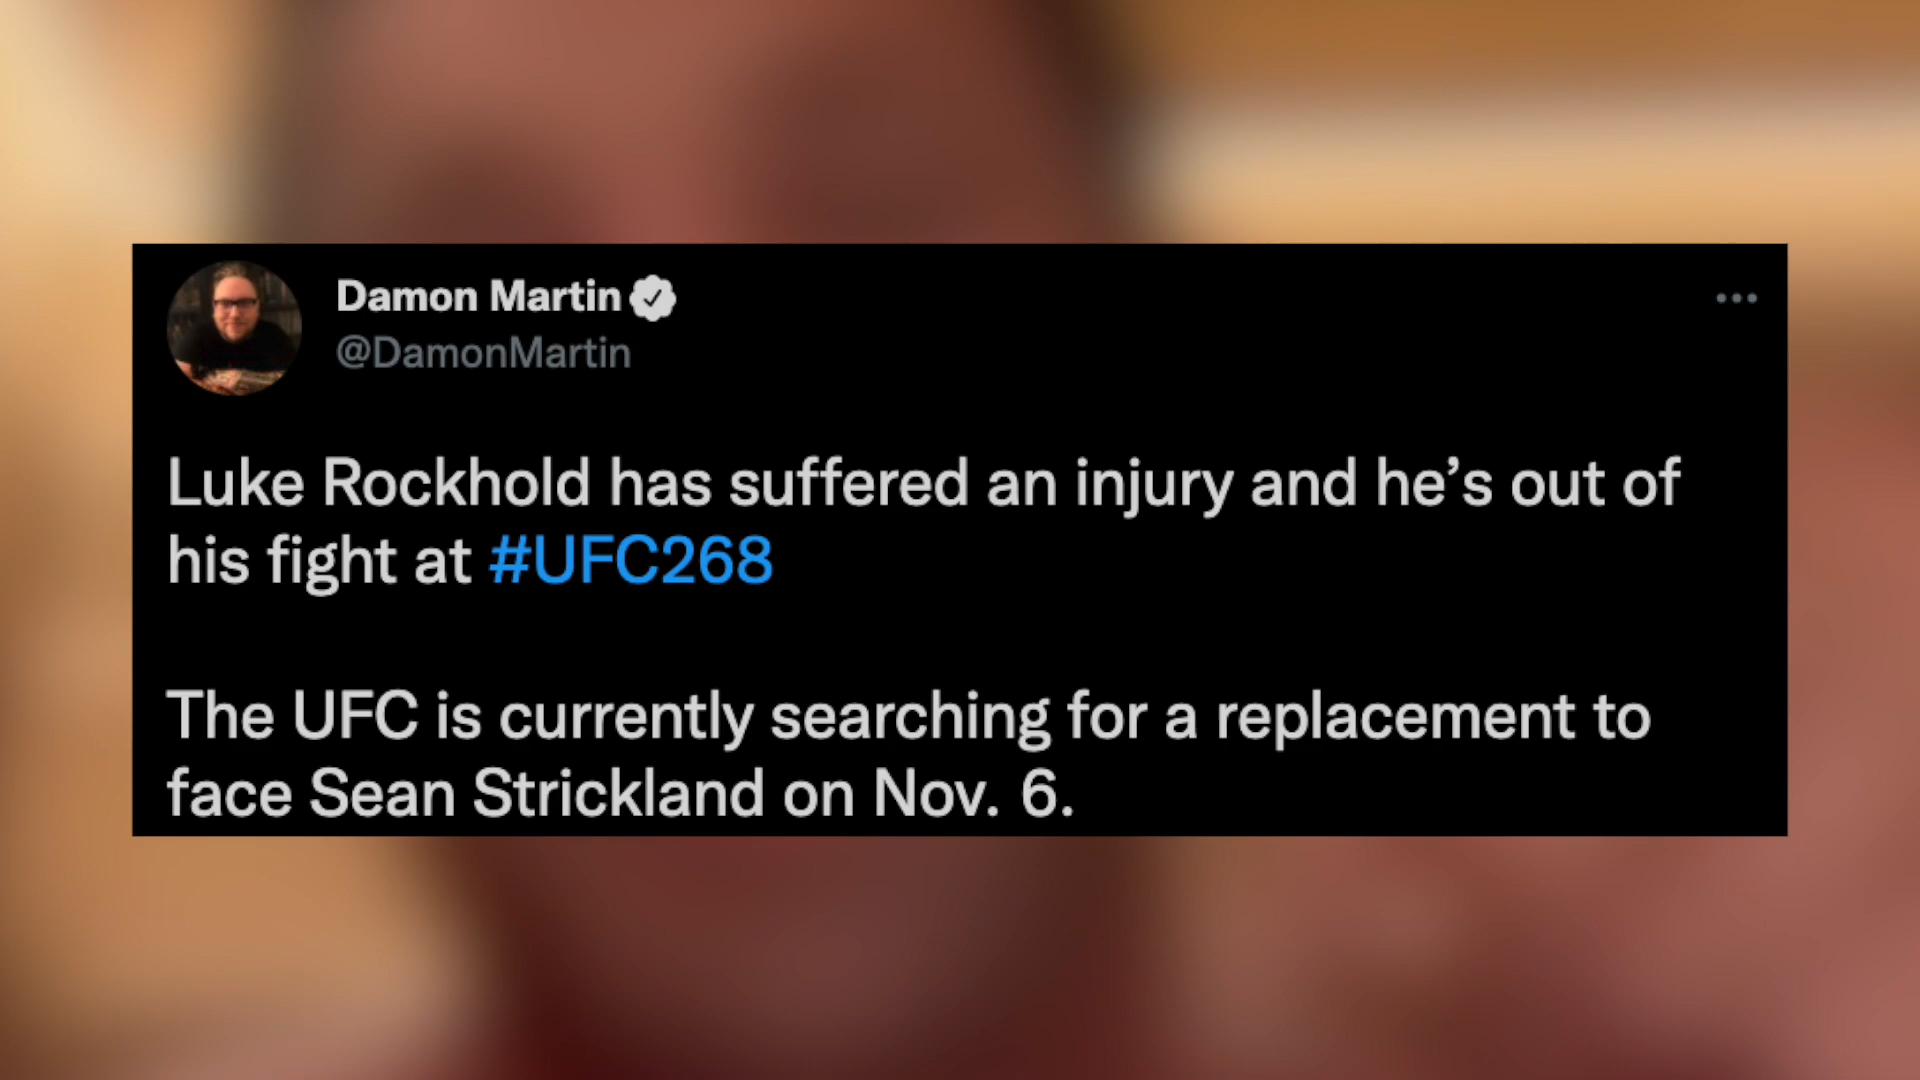 Damon Martin
@DamonMartin
Luke Rockhold has suffered an injury and he’s out of
his fight at #UFC268
The UFC is currently searching for a replacement to
face Sean Strickland on Nov. 6.